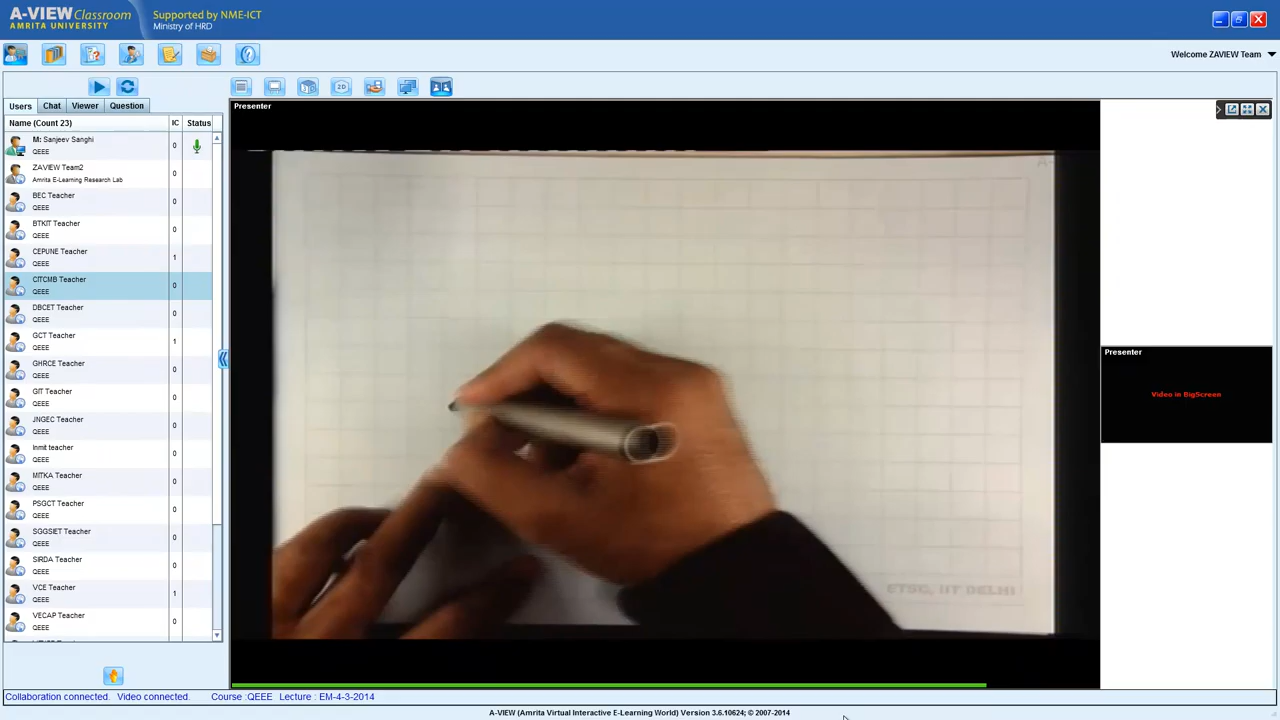 A-VIEW Classroom
AMRITA UNIVERSITY
Supported by NME-ICT
Ministry of HRD
Welcome ZAVIEW Team
Users Chat Viewer Question
Name (Count 23) IC Status
M: Sanjeev Sanghi
QEEE
0
ZAVIEW Team2
Amrita E-Learning Research Lab
0
BEC Teacher
QEEE
0
BTKIT Teacher
QEEE
0
CEPUNE Teacher
QEEE
1
CITCMB Teacher
QEEE
0
DBCET Teacher
QEEE
0
GCT Teacher
QEEE
1
GHRCE Teacher
QEEE
0
GIT Teacher
QEEE
0
JNGEC Teacher
QEEE
0
Inmit teacher
QEEE
0
MITKA Teacher
QEEE
0
PSGCT Teacher
QEEE
0
SGGSIET Teacher
QEEE
0
SIRDA Teacher
QEEE
0
VCE Teacher
QEEE
1
VECAP Teacher
QEEE
0
Presenter
2D
A-
ETSC, IIT DELHI
Presenter
Video in BigScreen
Collaboration connected. Video connected. Course :QEEE Lecture : EM-4-3-2014
A-VIEW (Amrita Virtual Interactive E-Learning World) Version 3.6.10624; © 2007-2014